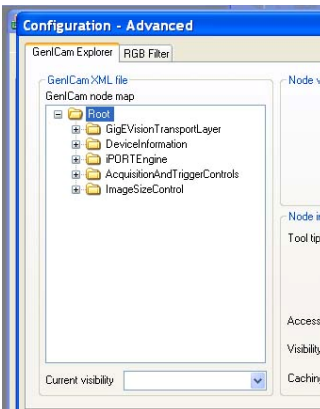 Configuration - Advanced
GenICam Explorer
RGB Filter
GenICam XML file
GenICam node map
Root
GigEVisionTransportLayer
DeviceInformation
iPORTEngine
AcquisitionAndTriggerControls
ImageSizeControl
Current visibility
Node v
Node i
Tool tip
Access
Visibility
Caching